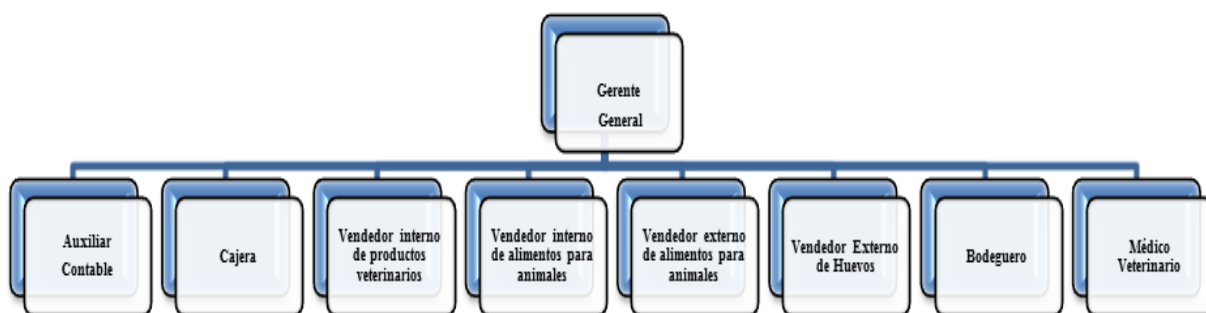 Gerente
General
Auxiliar
Contable
Cajera
Vendedor interno
de productos
veterinarios
Vendedor interno
de alimentos para
animales
Vendedor externo
de alimentos para
animales
Vendedor Externo
de Huevos
Bodeguero
Médico
Veterinario